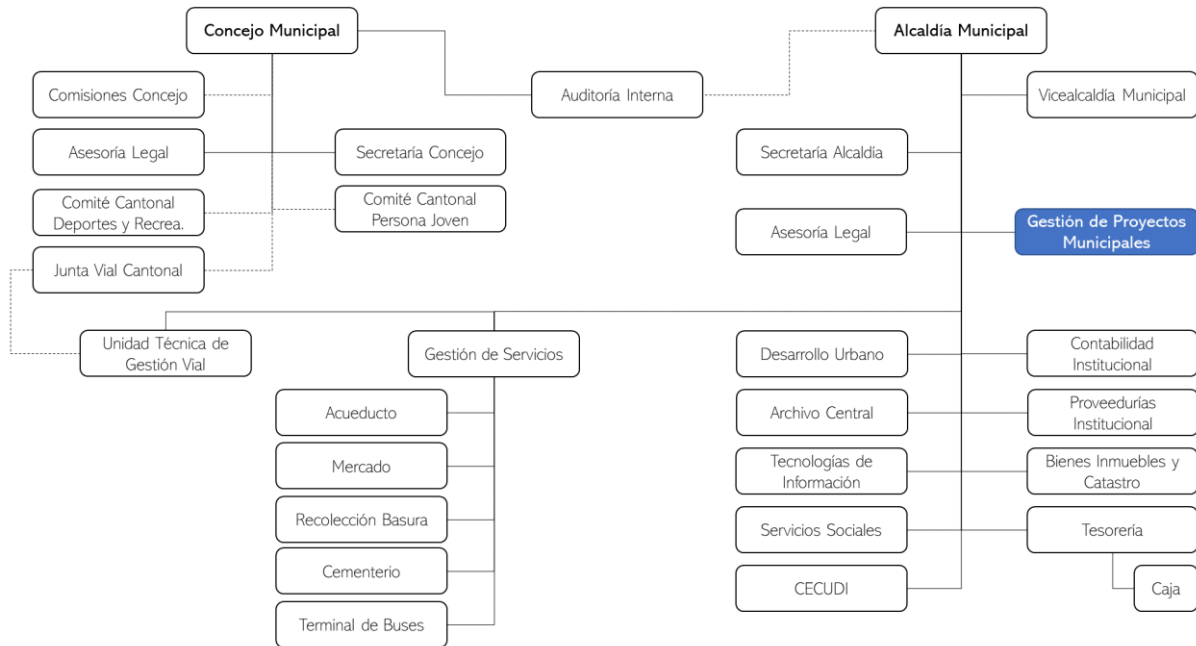 Concejo Municipal
Alcaldía Municipal
Comisiones Concejo
Auditoría Interna
Vicealcaldía Municipal
Asesoría Legal
Secretaría Concejo
Secretaría Alcaldía
Comité Cantonal
Deportes y Recrea.
Comité Cantonal
Persona Joven
Asesoría Legal
Gestión de Proyectos
Municipales
Junta Vial Cantonal
Unidad Técnica de
Gestión Vial
Gestión de Servicios
Desarrollo Urbano
Contabilidad
Institucional
Acueducto
Archivo Central
Proveedurías
Institucional
Mercado
Tecnologías de
Información
Bienes Inmuebles y
Catastro
Recolección Basura
Servicios Sociales
Tesorería
Cementerio
CECUDI
Caja
Terminal de Buses